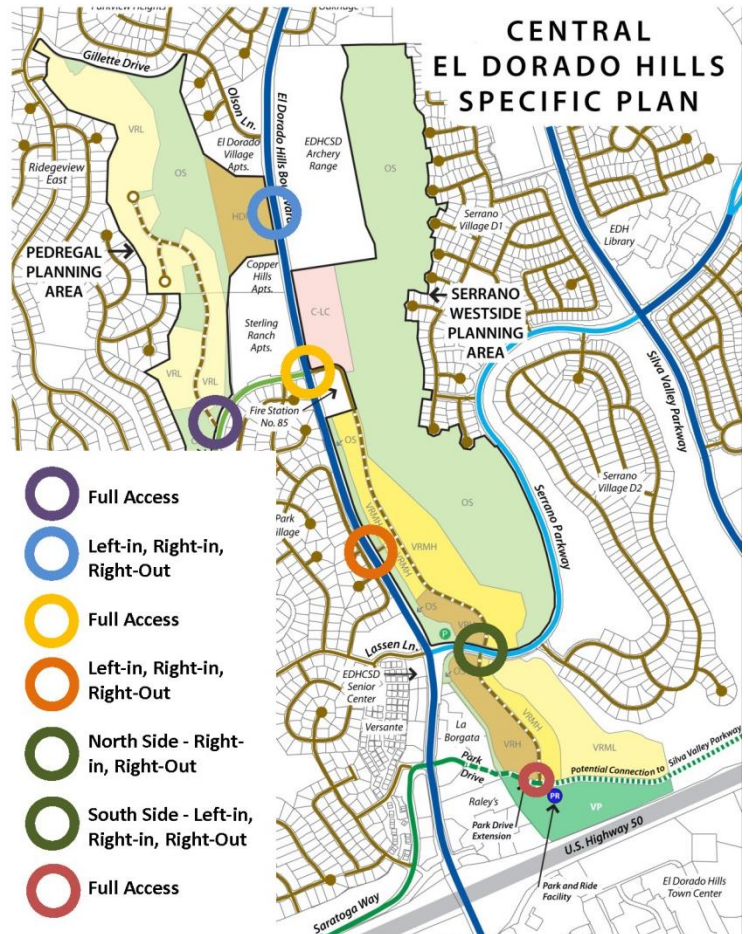 CENTRAL
EL DORADO HILLS
SPECIFIC PLAN
Parkview Heights
Gillette Drive
Olson Ln.
El Dorado Hills Boulevard
VRL
OS
El Dorado
Village
Apts.
EDHCSD
Archery
Range
OS
Ridgeview
East
Serrano
Village D1
EDH
Library
PEDREGAL
PLANNING
AREA
Copper
Hills
Apts.
SERRANO
WESTSIDE
PLANNING
AREA
C-LC
Sterling
Ranch
Apts.
VRL
VRL
Silva Valley Parkway
Fire Station
No. 85
OS
OS
Serrano Parkway
Serrano
Village D2
VRMH
VRMH
VRMH
OS
P
Lassen Ln.
EDHCSD
Senior
Center
Versante
La
Borgata
VRH
VRMH
VRML
Park
Drive
Potential Connection to
Silva Valley Parkway
Raley's
Park Drive
Extension
PR
VP
U.S. Highway 50
Park and Ride
Facility
El Dorado Hills
Town Center
Saratoga Way
Full Access
Left-in, Right-in,
Right-Out
Full Access
Left-in, Right-in,
Right-Out
North Side - Right-
in, Right-Out
South Side - Left-in,
Right-in, Right-Out
Full Access